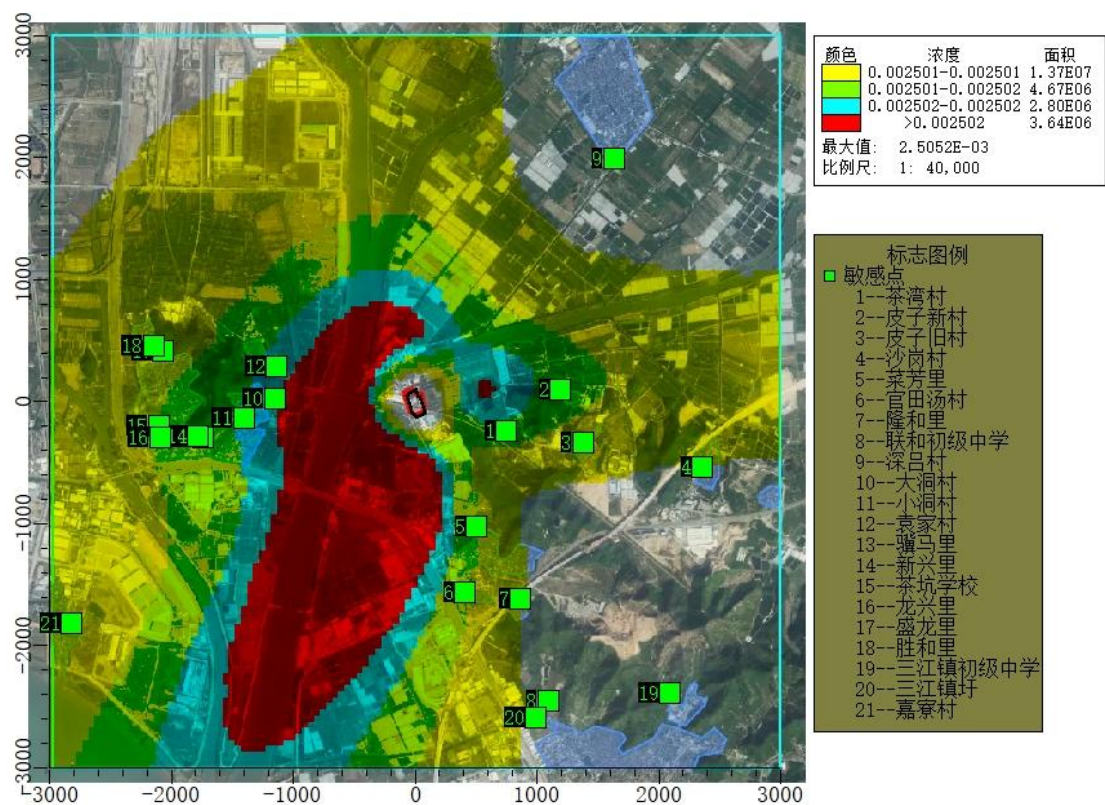 颜色 浓度 面积
0.002501-0.002501 1.37E07
0.002501-0.002502 4.67E06
0.002502-0.002502 2.80E06
>0.002502 3.64E06
最大值: 2.5052E-03
比例尺: 1: 40,000
标志图例
敏感点
1--茶湾村
2--皮子新村
3--皮子旧村
4--沙岗村
5--菜芳里
6--官田汤村
7--隆和里
8--联和初级中学
9--深吕村
10--大洞村
11--小洞村
12--袁家村
13--骥马里
14--新兴里
15--茶坑学校
16--龙兴里
17--盛龙里
18--胜和里
19--三江镇初级中学
20--三江镇圩
21--嘉寮村
3000
2000
1000
0
-1000
-2000
-3000
-3000 -2000 -1000 0 1000 2000 3000
9
18
12
10
11
15
16
14
1
2
3
4
5
6
7
8
20
19
21